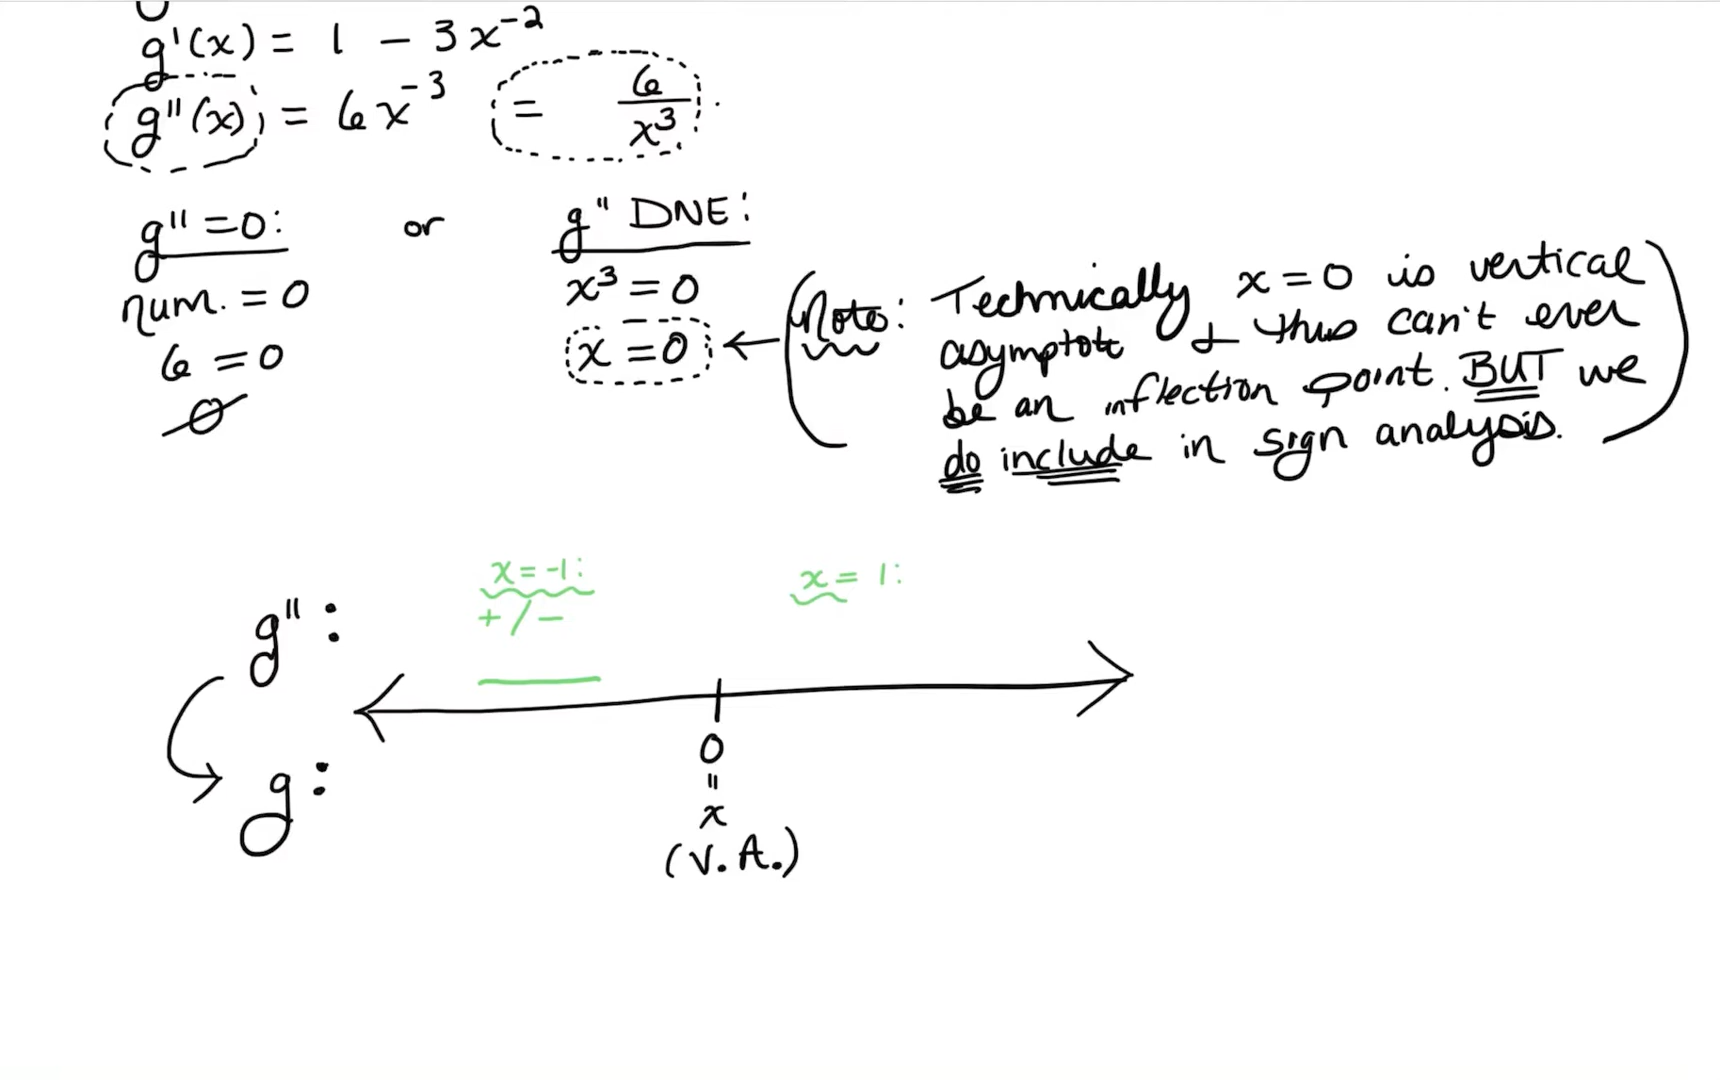 g'(x) = 1 - 3x⁻²
g''(x) = 6x⁻³ = 6/x³.
g'' = 0: or g'' DNE:
num. = 0
6 = 0
∅
x³ = 0
x = 0 ←
(Note: Technically x = 0 is vertical
asymptote & thus can't ever
be an inflection point. BUT we
do include in sign analysis.)
x = -1: x = 1:
+/-
g'':
g:
0
=
x
(V.A.)